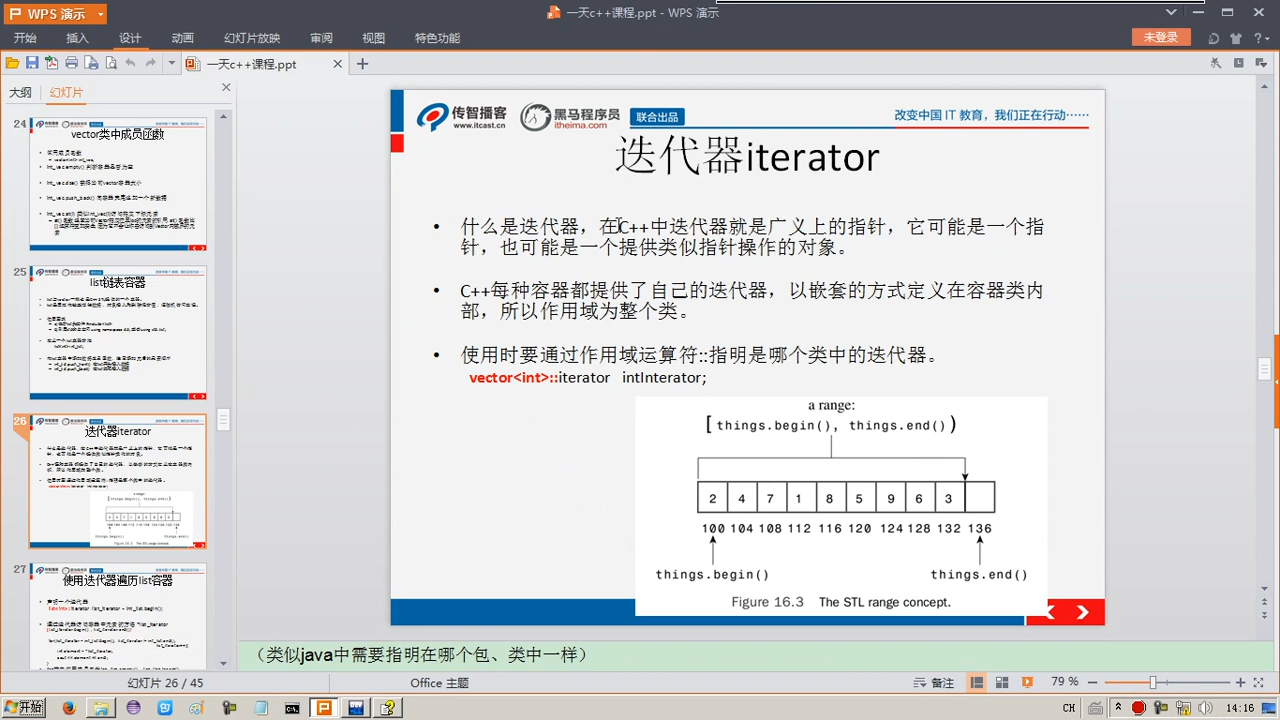 WPS 演示
一天c++课程.ppt - WPS 演示
开始 插入 设计 动画 幻灯片放映 审阅 视图 特色功能
未登录
一天c++课程.ppt
大纲 幻灯片
24
vector类中成员函数
25
list链表容器
26
迭代器iterator
27
使用迭代器遍历list容器
传智播客
www.itcast.cn
黑马程序员
itheima.com
联合出品
改变中国 IT 教育，我们正在行动······
迭代器iterator
• 什么是迭代器，在C++中迭代器就是广义上的指针，它可能是一个指
针，也可能是一个提供类似指针操作的对象。
• C++每种容器都提供了自己的迭代器，以嵌套的方式定义在容器类内
部，所以作用域为整个类。
• 使用时要通过作用域运算符::指明是哪个类中的迭代器。
vector<int>::iterator intInterator;
a range:
[things.begin(), things.end())
2 4 7 1 8 5 9 6 3
100 104 108 112 116 120 124 128 132 136
things.begin() things.end()
Figure 16.3 The STL range concept.
（类似java中需要指明在哪个包、类中一样）
幻灯片 26 / 45
Office 主题
备注
79 %
开始
CH
14:16